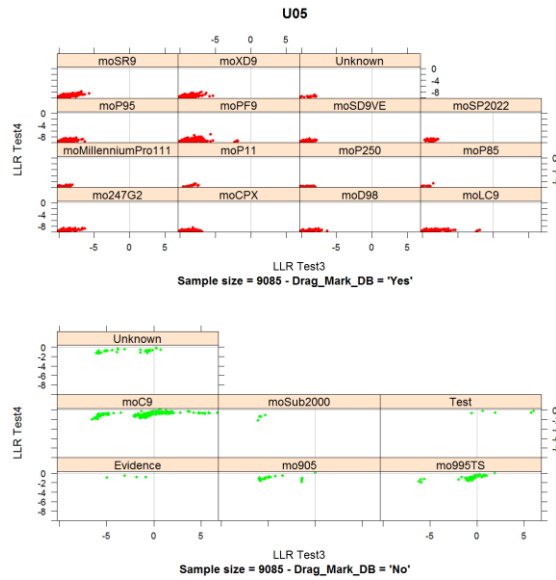 U05
-5 0 5
moSR9 moXD9 Unknown
0
-4
-8
moP95 moPF9 moSD9VE moSP2022
0
-4
-8
moMillenniumPro111 moP11 moP250 moP85
mo247G2 moCPX moD98 moLC9
0
-4
-8
-5 0 5 -5 0 5
LLR Test4
LLR Test3
Sample size = 9085 - Drag_Mark_DB = 'Yes'
Unknown
0
-2
-4
-6
-8
moC9 moSub2000 Test
Evidence mo905 mo995TS
0
-2
-4
-6
-8
-5 0 5 -5 0 5
LLR Test4
LLR Test3
Sample size = 9085 - Drag_Mark_DB = 'No'